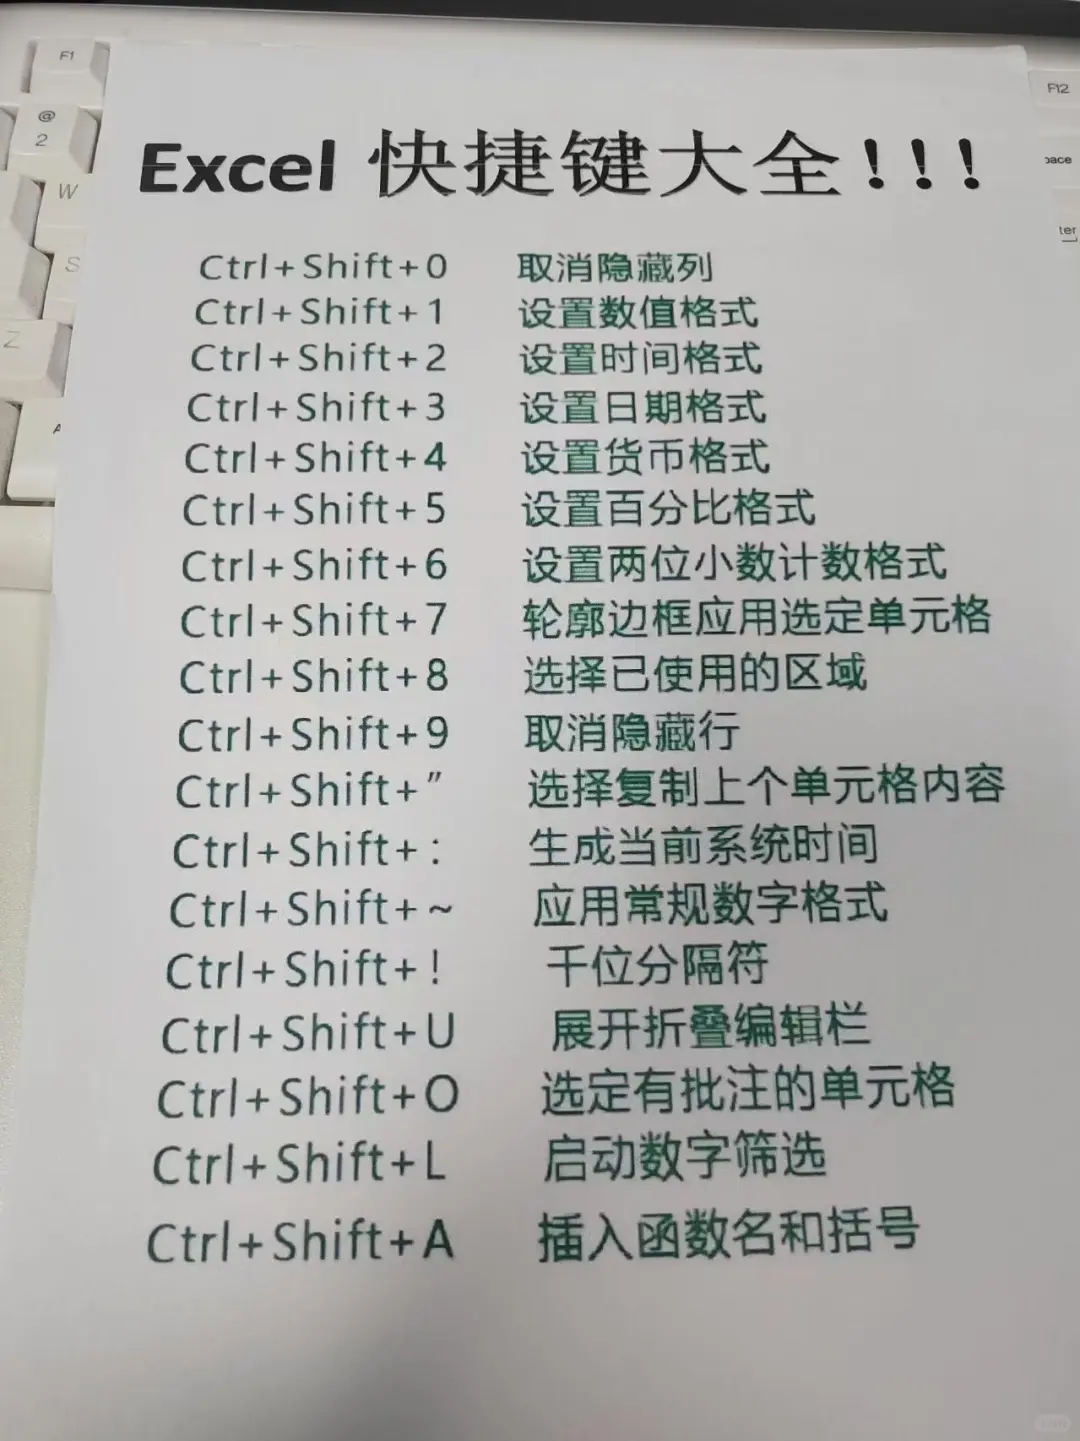 F1
@
2
W
S
Z
A
F12
pace
ter
Excel 快捷键大全!!!
Ctrl+Shift+0 取消隐藏列
Ctrl+Shift+1 设置数值格式
Ctrl+Shift+2 设置时间格式
Ctrl+Shift+3 设置日期格式
Ctrl+Shift+4 设置货币格式
Ctrl+Shift+5 设置百分比格式
Ctrl+Shift+6 设置两位小数计数格式
Ctrl+Shift+7 轮廓边框应用选定单元格
Ctrl+Shift+8 选择已使用的区域
Ctrl+Shift+9 取消隐藏行
Ctrl+Shift+" 选择复制上个单元格内容
Ctrl+Shift+: 生成当前系统时间
Ctrl+Shift+~ 应用常规数字格式
Ctrl+Shift+! 千位分隔符
Ctrl+Shift+U 展开折叠编辑栏
Ctrl+Shift+O 选定有批注的单元格
Ctrl+Shift+L 启动数字筛选
Ctrl+Shift+A 插入函数名和括号